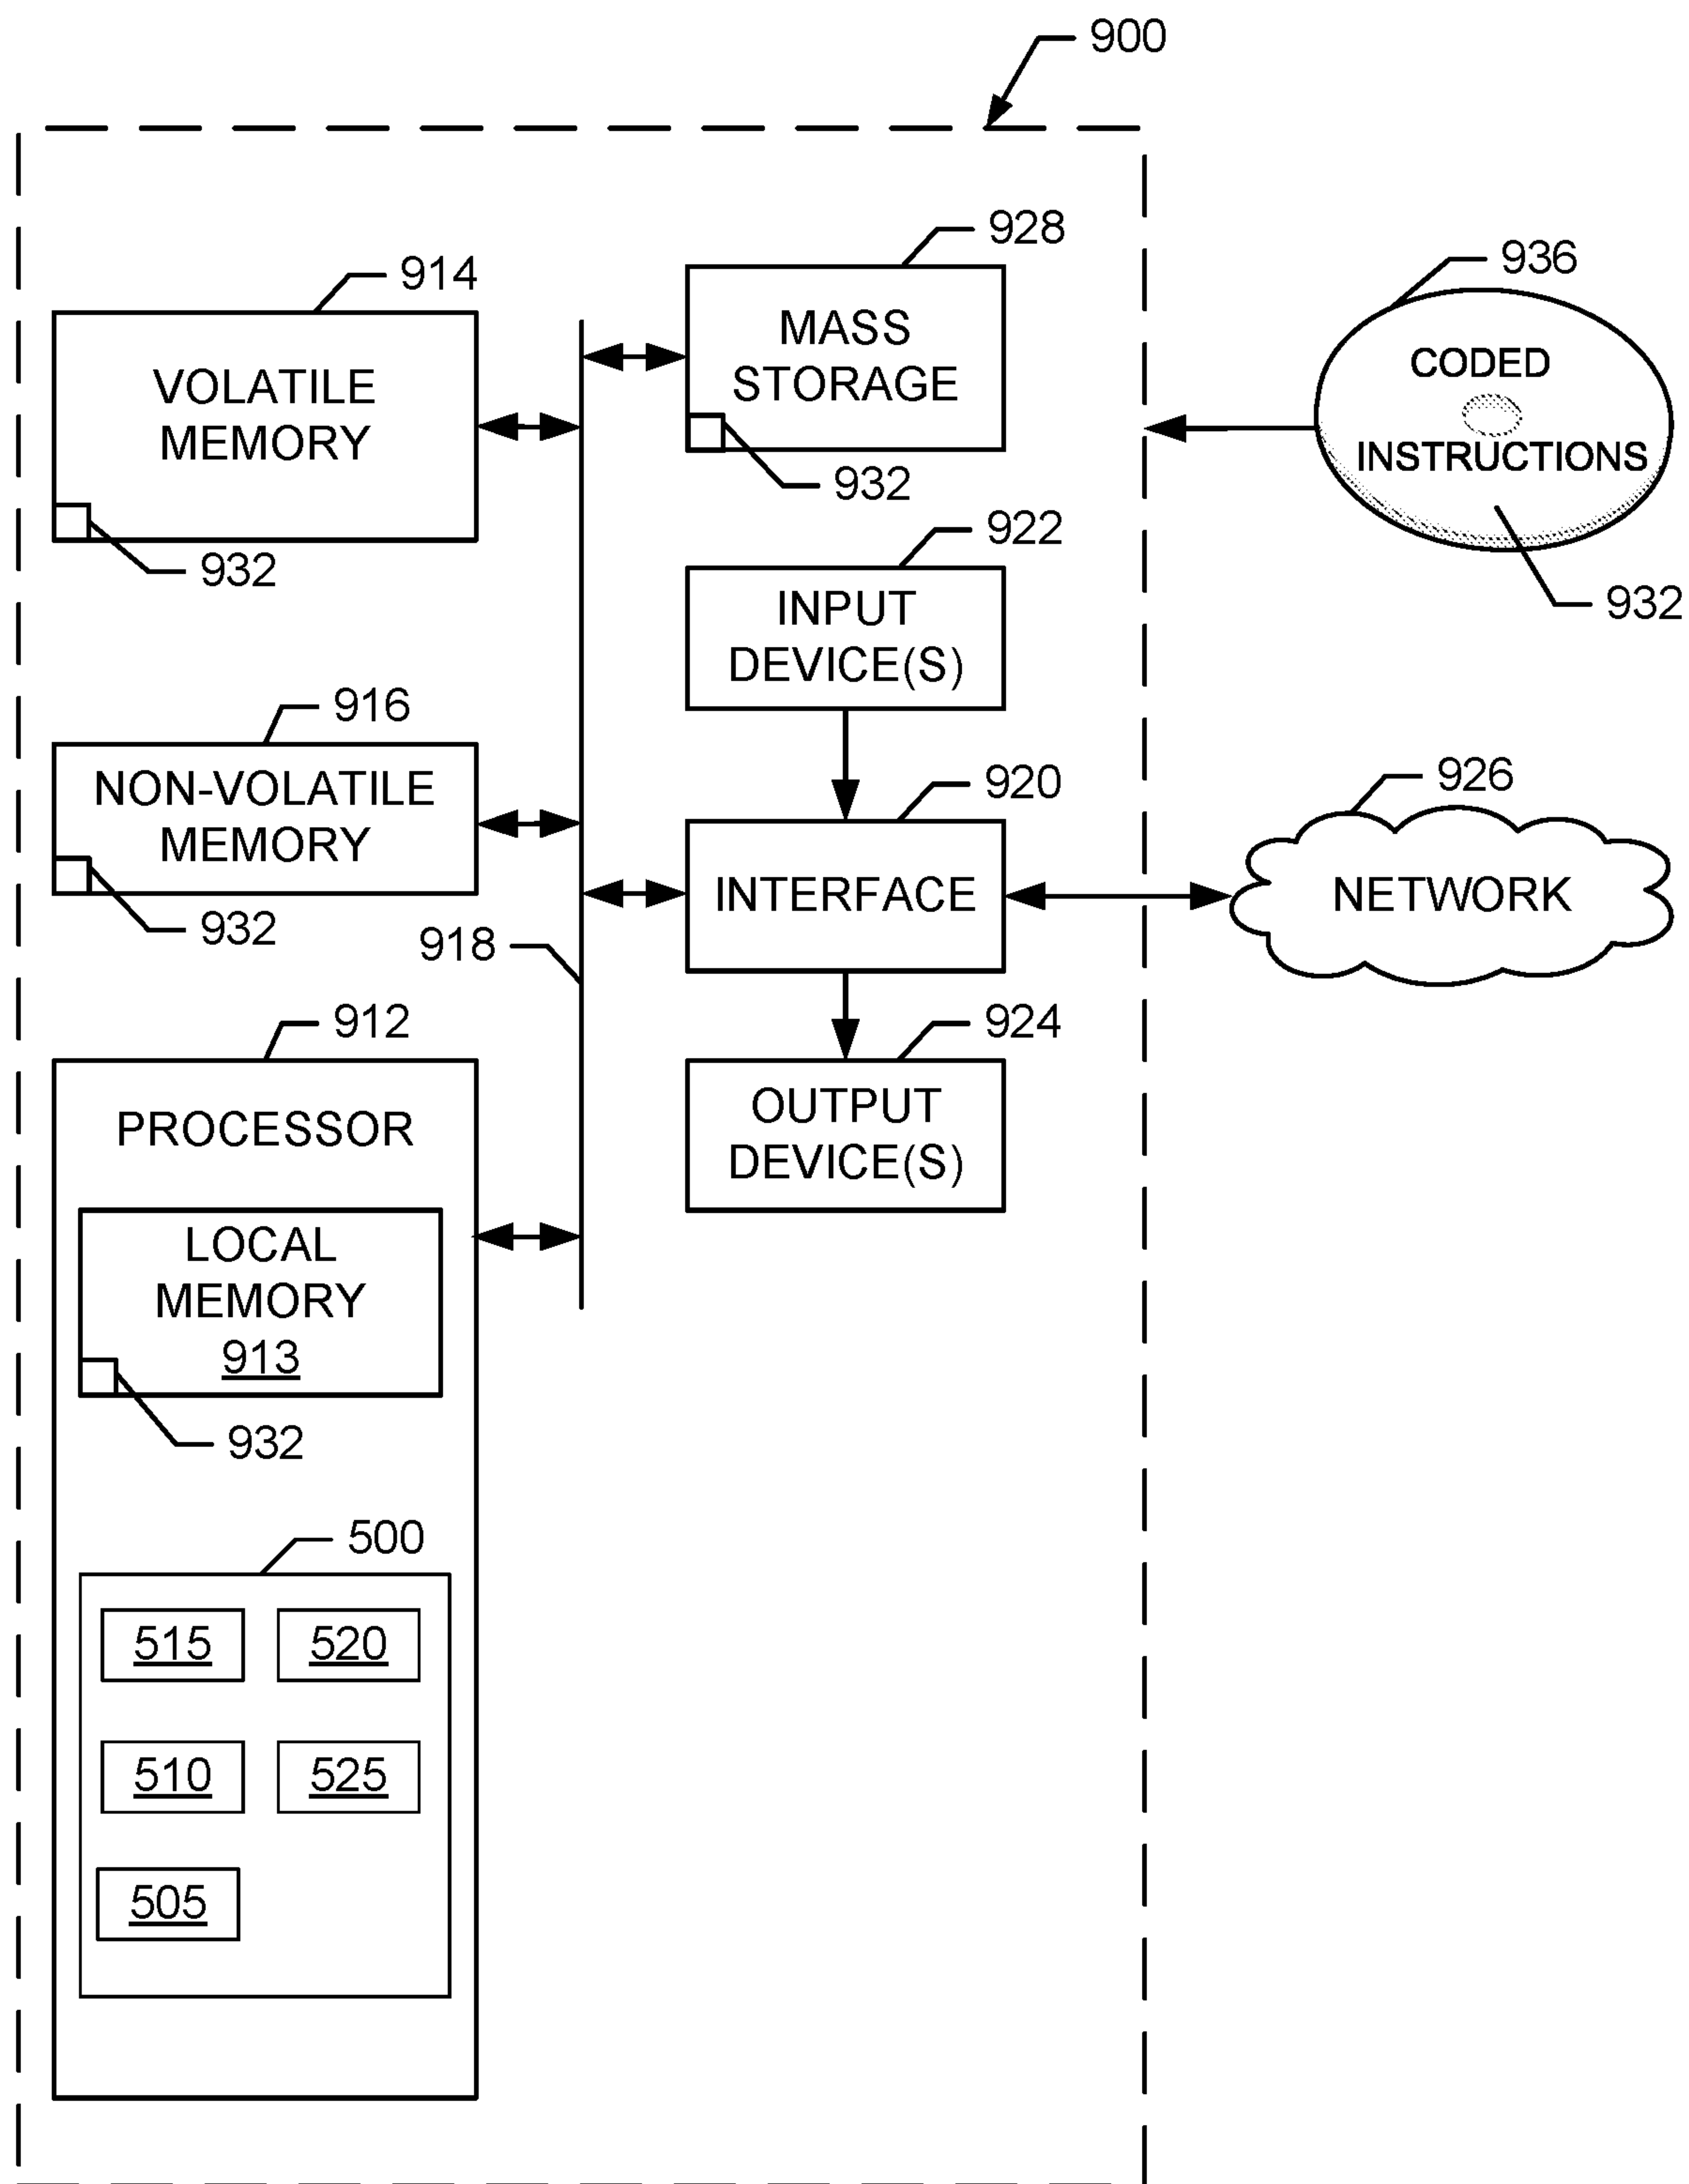 900
928
914
MASS
STORAGE
932
VOLATILE
MEMORY
932
936
CODED
INSTRUCTIONS
932
922
INPUT
DEVICE(S)
916
NON-VOLATILE
MEMORY
932
918
920
INTERFACE
926
NETWORK
912
PROCESSOR
LOCAL
MEMORY
913
932
924
OUTPUT
DEVICE(S)
500
515
520
510
525
505